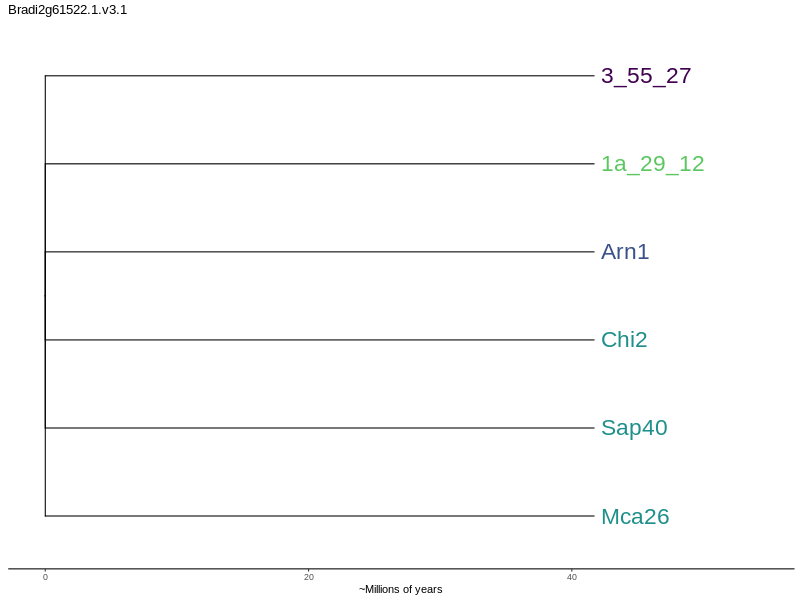 Bradi2g61522.1.v3.1
3_55_27
1a_29_12
Arn1
Chi2
Sap40
Mca26
0 20 40
~Millions of years